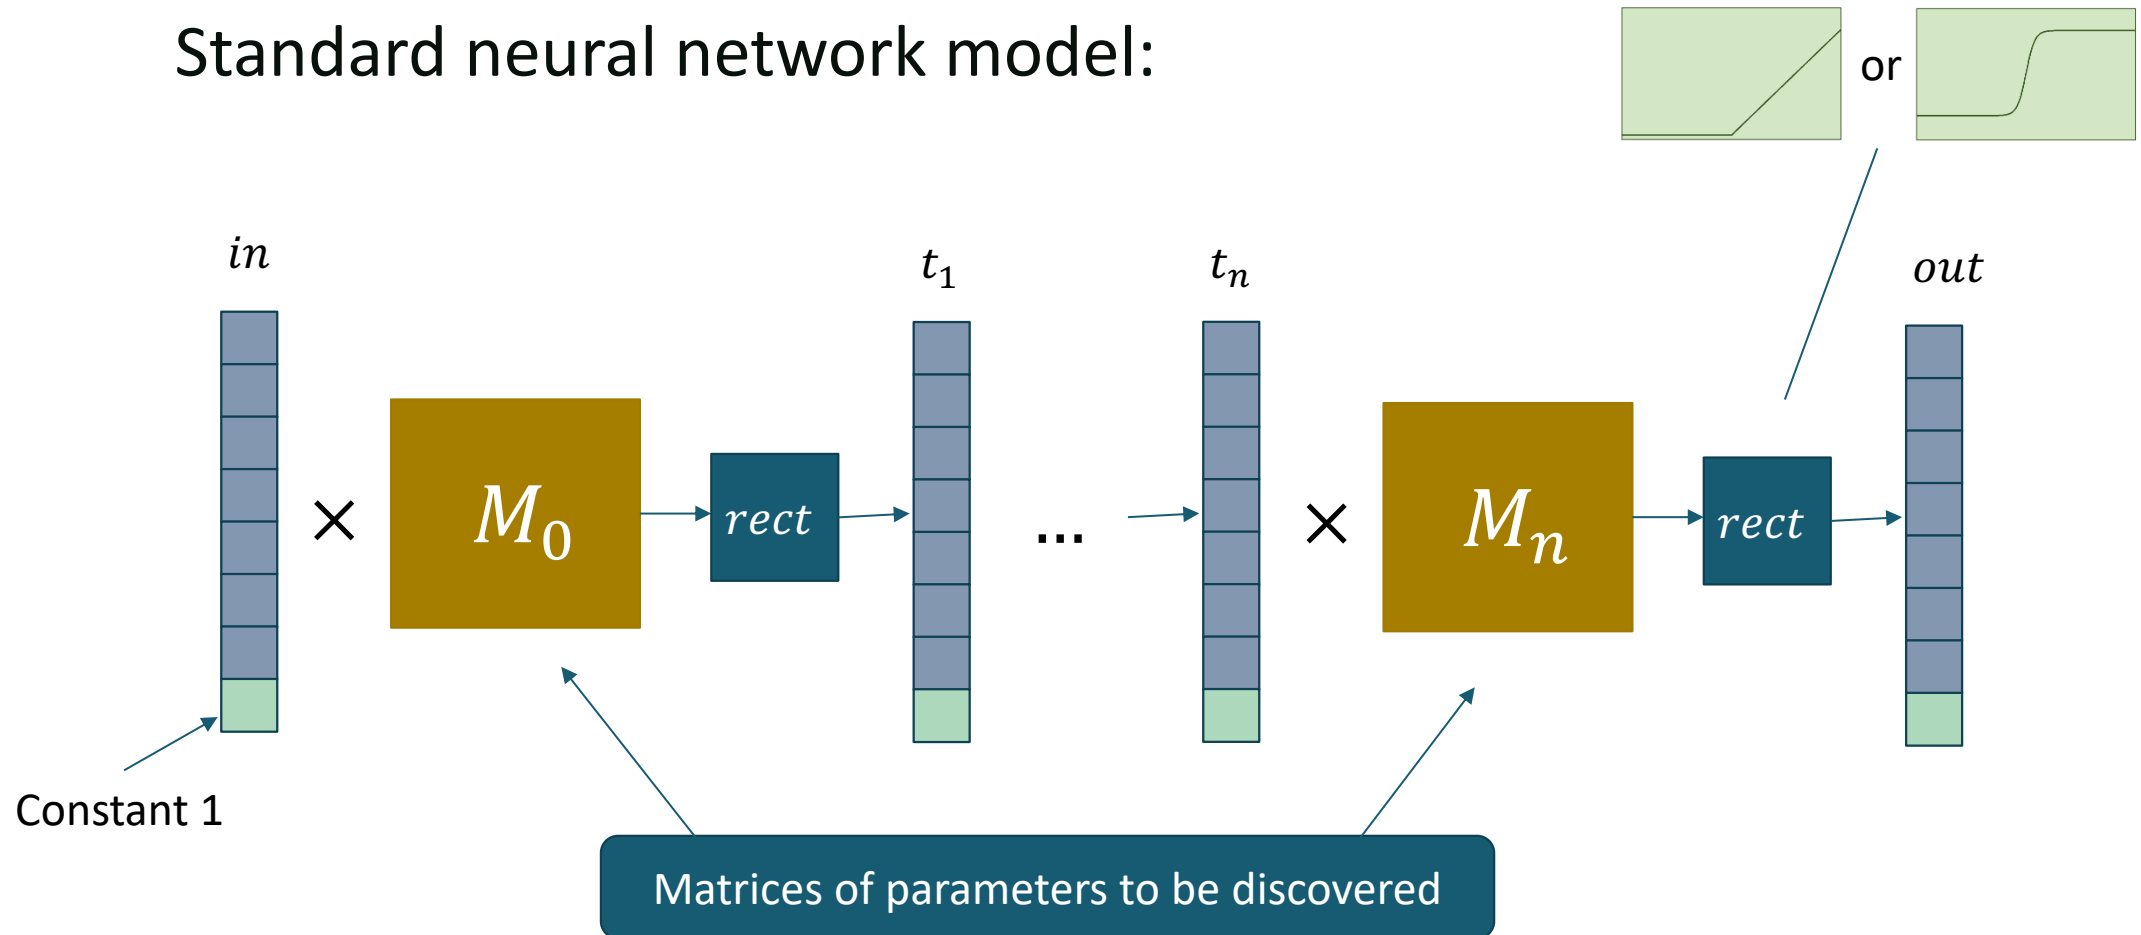 Standard neural network model:
or
in
t₁
tₙ
out
×
M₀
rect
...
×
Mₙ
rect
Constant 1
Matrices of parameters to be discovered